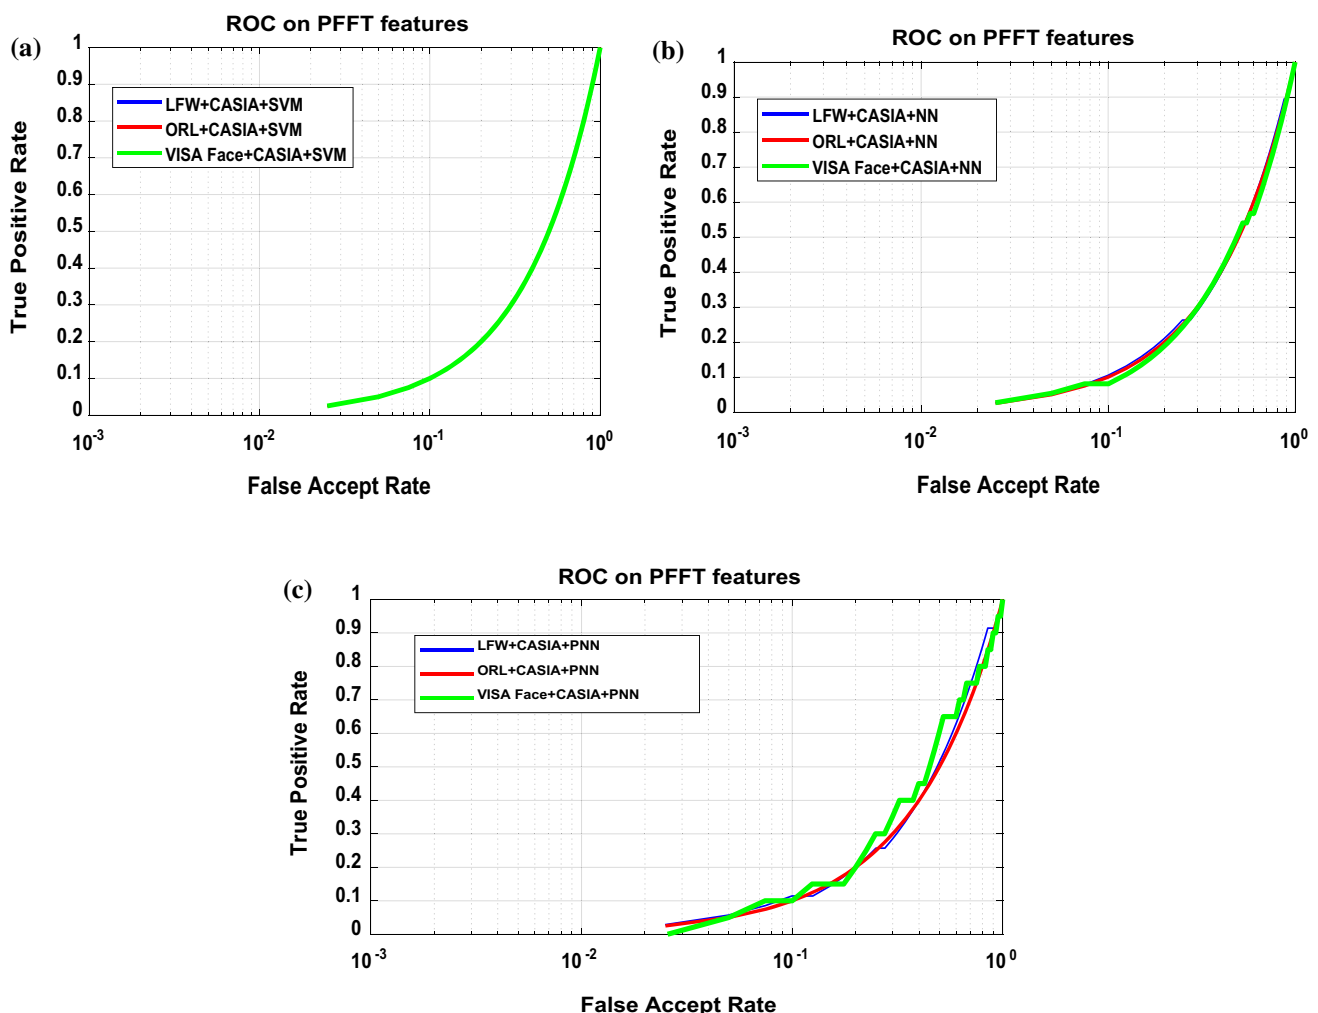 (a)
ROC on PFFT features
1
0.9
0.8
0.7
0.6
0.5
0.4
0.3
0.2
0.1
0
True Positive Rate
LFW+CASIA+SVM
ORL+CASIA+SVM
VISA Face+CASIA+SVM
10-3
10-2
10-1
100
False Accept Rate
(b)
ROC on PFFT features
1
0.9
0.8
0.7
0.6
0.5
0.4
0.3
0.2
0.1
0
True Positive Rate
LFW+CASIA+NN
ORL+CASIA+NN
VISA Face+CASIA+NN
10-3
10-2
10-1
100
False Accept Rate
(c)
ROC on PFFT features
1
0.9
0.8
0.7
0.6
0.5
0.4
0.3
0.2
0.1
0
True Positive Rate
LFW+CASIA+PNN
ORL+CASIA+PNN
VISA Face+CASIA+PNN
10-3
10-2
10-1
100
False Accept Rate